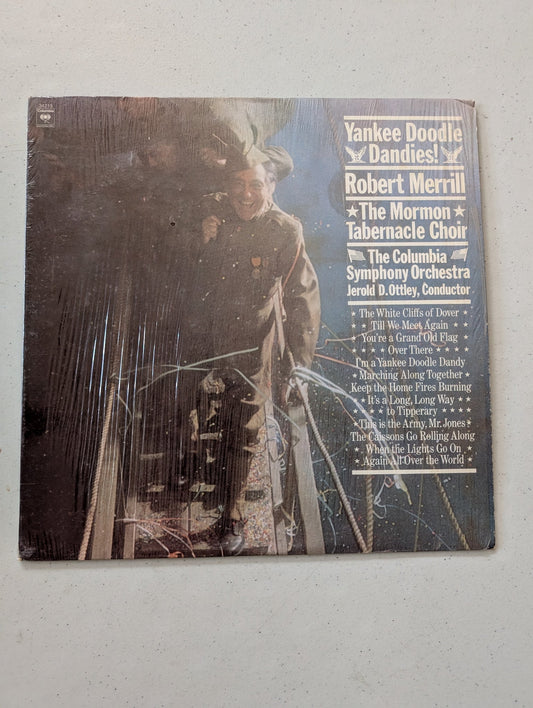 Yankee Doodle
Dandies!
Robert Merrill
★ The Mormon ★
Tabernacle Choir
The Columbia
Symphony Orchestra
Jerold D. Ottley, Conductor
★ The White Cliffs of Dover
★ ★ Till We Meet Again ★ ★
★ You're a Grand Old Flag ★
★ ★ ★ ★ Over There ★ ★ ★ ★
I'm a Yankee Doodle Dandy
★ Marching Along Together ★
Keep the Home Fires Burning
★ It's a Long, Long Way ★ ★
★ ★ ★ ★ to Tipperary ★ ★ ★ ★
★ This is the Army, Mr. Jones ★
The Caissons Go Rolling Along
★ When the Lights Go On ★
★ Again All Over the World ★